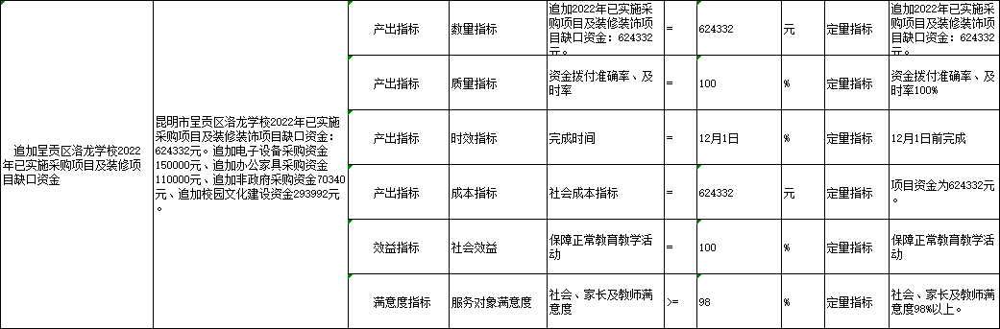 追加呈贡区洛龙学校2022
年已实施采购项目及装修项
目缺口资金
昆明市呈贡区洛龙学校2022年已实施
采购项目及装修装饰项目缺口资金：
624332元。追加电子设备采购资金
150000元、追加办公家具采购资金
110000元、追加非政府采购资金70340
元、追加校园文化建设资金293992元
。
产出指标
数量指标
追加2022年已实施采
购项目及装修装饰项
目缺口资金：624332
元。
=
624332
元
定量指标
追加2022年已实施采
购项目及装修装饰项
目缺口资金：624332
元。
产出指标
质量指标
资金拨付准确率、及
时率
=
100
%
定量指标
资金拨付准确率、及
时率100%
产出指标
时效指标
完成时间
=
12月1日
%
定量指标
12月1日前完成
产出指标
成本指标
社会成本指标
=
624332
元
定量指标
项目资金为624332元
。
效益指标
社会效益
保障正常教育教学活
动
=
100
%
定量指标
保障正常教育教学活
动
满意度指标
服务对象满意度
社会、家长及教师满
意度
>=
98
%
定量指标
社会、家长及教师满
意度98%以上。